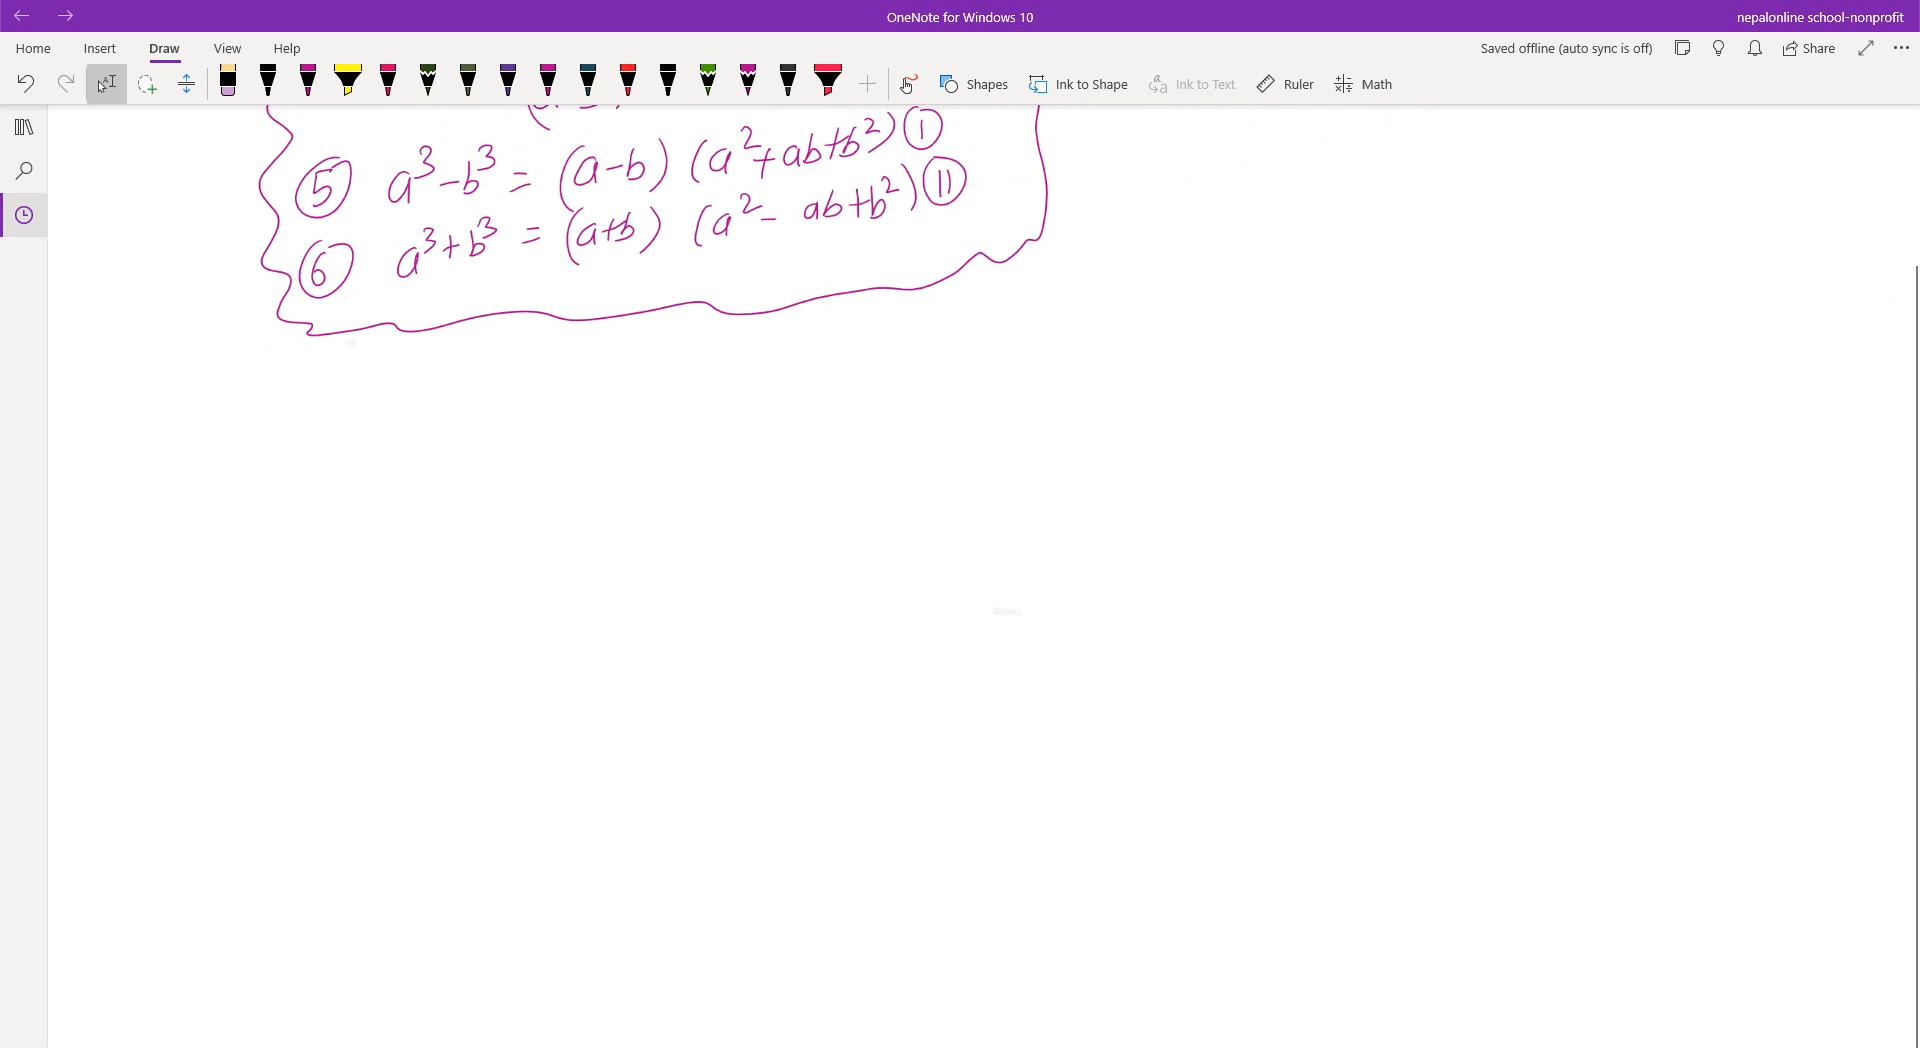 OneNote for Windows 10
nepalonline school-nonprofit
Home Insert Draw View Help
Saved offline (auto sync is off) Share
Shapes Ink to Shape Ink to Text Ruler Math
⑤ a³-b³ = (a-b) (a²+ab+b²) Ⓘ
⑥ a³+b³ = (a+b) (a²- ab+b²) (II)